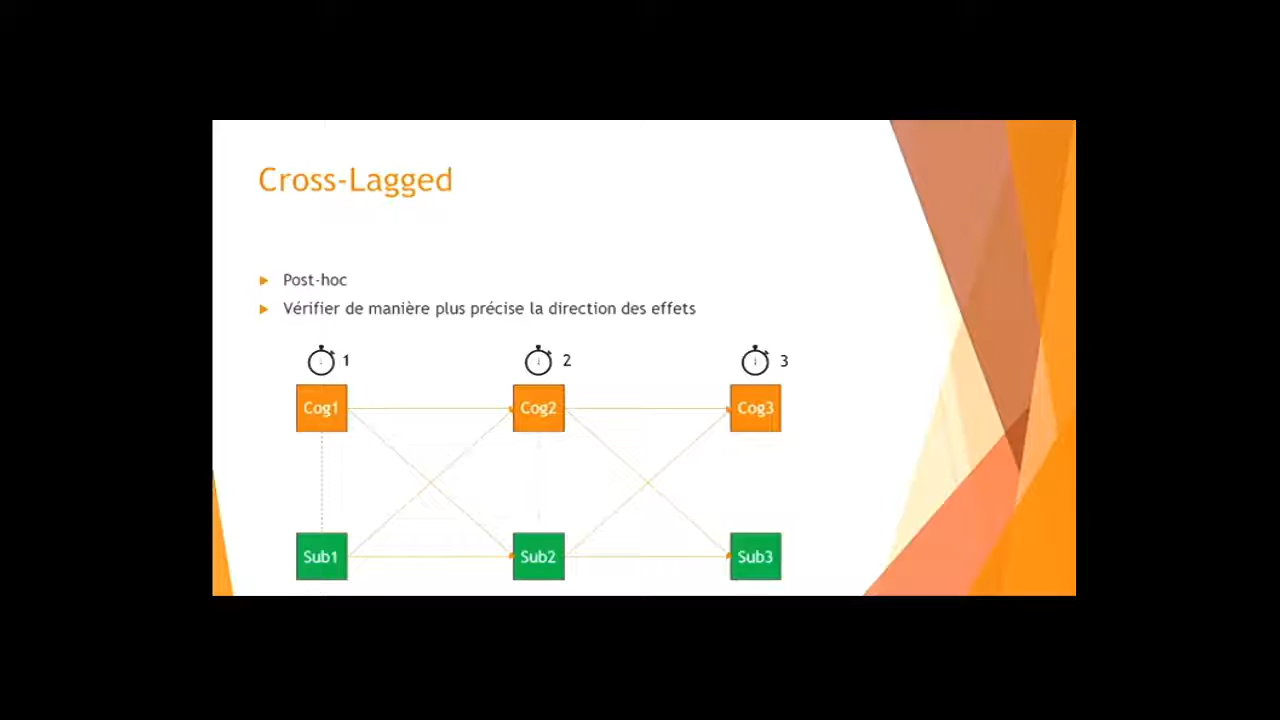 Cross-Lagged
Post-hoc
Vérifier de manière plus précise la direction des effets
1 2 3
Cog1 Cog2 Cog3
Sub1 Sub2 Sub3